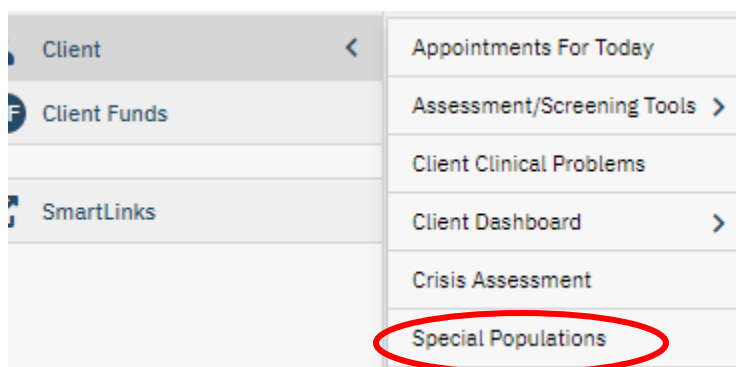 Client
Client Funds
SmartLinks
Appointments For Today
Assessment/Screening Tools
Client Clinical Problems
Client Dashboard
Crisis Assessment
Special Populations